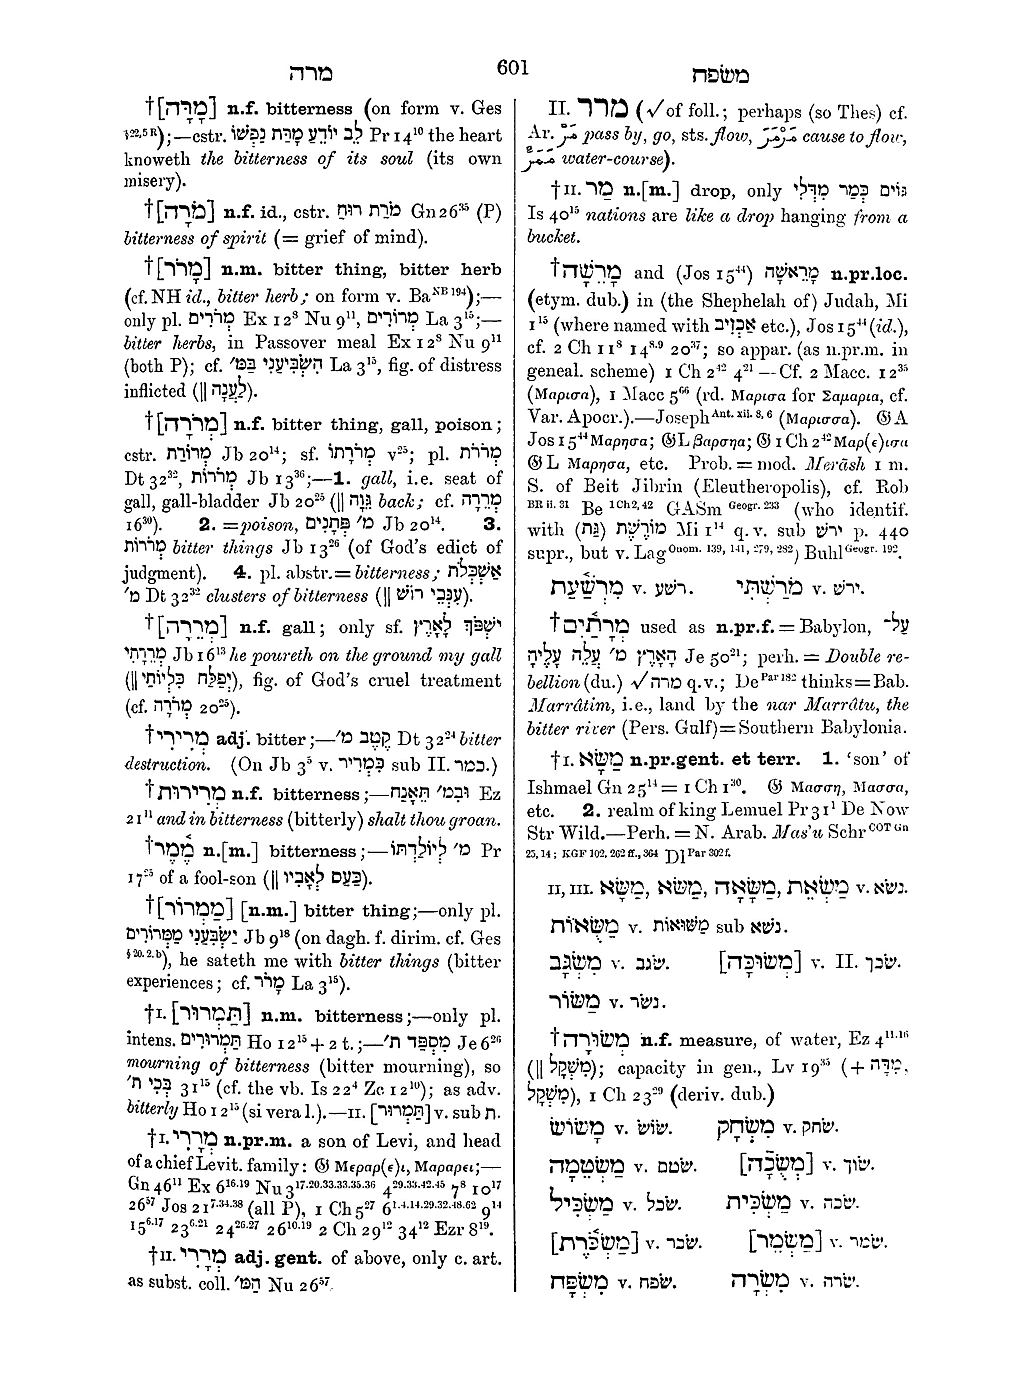 מרה
601
משׂפח
†[מָרָּה] n.f. bitterness (on form v. Ges
§22,5 R);—cstr. לֵב יוֹדֵעַ מָרַּת נַפְשׁוֹ Pr 14¹⁰ the heart
knoweth the bitterness of its soul (its own
misery).
†[מֹרָה] n.f. id., cstr. מֹרַת רוּחַ Gn 26³⁵ (P)
bitterness of spirit (= grief of mind).
†[מָרֹר] n.m. bitter thing, bitter herb
(cf. NH id., bitter herb; on form v. Ba NB 194);—
only pl. מְרֹרִים Ex 12⁸ Nu 9¹¹, מְרוֹרִים La 3¹⁵;—
bitter herbs, in Passover meal Ex 12⁸ Nu 9¹¹
(both P); cf. הִשְׂבִּיעַנִי בַמּ׳ La 3¹⁵, fig. of distress
inflicted (|| לַעֲנָה).
†[מְרֹרָה] n.f. bitter thing, gall, poison;
cstr. מְרוֹרַת Jb 20¹⁴; sf. מְרֹרָתוֹ v²⁵; pl. מְרֹרֹת
Dt 32³², מְרֹרוֹת Jb 13³⁶;—1. gall, i.e. seat of
gall, gall-bladder Jb 20²⁵ (|| גֵּוָה back; cf. מְרֵרָה
16³⁰). 2. =poison, מ׳ פְּתָנִים Jb 20¹⁴. 3.
מְרֹרוֹת bitter things Jb 13²⁶ (of God's edict of
judgment). 4. pl. abstr.= bitterness; אַשְׁכְּלֹת
מ׳ Dt 32³² clusters of bitterness (|| עִנְּבֵי רוֹשׁ).
†[מְרֵרָה] n.f. gall; only sf. יִשְׁפֹּךְ לָאָרֶץ
מְרֵרָתִי Jb 16¹³ he poureth on the ground my gall
(|| יְפַלַּח כִּלְיוֹתַי), fig. of God's cruel treatment
(cf. מְרֹרָה 20²⁵).
†מְרִירִי adj. bitter;—קֶטֶב מ׳ Dt 32²⁴ bitter
destruction. (On Jb 3⁵ v. כַּמְרִיר sub II. כמר.)
†מְרִירוּת n.f. bitterness;—וּבִמ׳ תֵּאָנַח Ez
21¹¹ and in bitterness (bitterly) shalt thou groan.
†מֶמֶר n.[m.] bitterness;—מ׳ לְיוֹלַדְתּוֹ Pr
17²⁵ of a fool-son (|| כַּעַס לְאָבִיו).
†[מַמְרוֹר] [n.m.] bitter thing;—only pl.
יַשְׂבִּעַנִי מַמְּרוֹרִים Jb 9¹⁸ (on dagh. f. dirim. cf. Ges
§ 20. 2. b), he sateth me with bitter things (bitter
experiences; cf. מָרֹר La 3¹⁵).
†I. [תַּמְרוּר] n.m. bitterness;—only pl.
intens. תַּמְרוּרִים Ho 12¹⁵ + 2 t.;—מִסְפַּד ת׳ Je 6²⁶
mourning of bitterness (bitter mourning), so
בְּכִי ת׳ 31¹⁵ (cf. the vb. Is 22⁴ Zc 12¹⁰); as adv.
bitterly Ho 12¹⁵ (si vera l.).—II. [תַּמְרוּר] v. sub ת.
†I. מְרָרִי n.pr.m. a son of Levi, and head
of a chief Levit. family: 𝔊 Μεραρ(ε)ι, Μαραρει;—
Gn 46¹¹ Ex 6¹⁶·¹⁹ Nu 3¹⁷·²⁰·³³·³³·³⁵·³⁶ 4²⁹·³³·⁴²·⁴⁵ 7⁸ 10¹⁷
26⁵⁷ Jos 21⁷·³⁴·³⁸ (all P), 1 Ch 5²⁷ 6¹·⁴·¹⁴·²⁹·³²·⁴⁸·⁶² 9¹⁴
15⁶·¹⁷ 23⁶·²¹ 24²⁶·²⁷ 26¹⁰·¹⁹ 2 Ch 29¹² 34¹² Ezr 8¹⁹.
†II. מְרָרִי adj. gent. of above, only c. art.
as subst. coll. הַמּ׳ Nu 26⁵⁷.
II. מרר (√of foll.; perhaps (so Thes) cf.
Ar. مَرَّ pass by, go, sts. flow, مَرْمَرَ cause to flow,
water-course).
†II. מַר n.[m.] drop, only גּוֹיִם כְּמַר מִדְּלִי
Is 40¹⁵ nations are like a drop hanging from a
bucket.
†מָרֵשָׁה and (Jos 15⁴⁴) מָרֵאשָׁה n.pr.loc.
(etym. dub.) in (the Shephelah of) Judah, Mi
1¹⁵ (where named with אַכְזִיב etc.), Jos 15⁴⁴ (id.),
cf. 2 Ch 11⁸ 14⁸·⁹ 20³⁷; so appar. (as n.pr.m. in
geneal. scheme) 1 Ch 2⁴² 4²¹ —Cf. 2 Macc. 12³⁵
(Μαρισα), 1 Macc 5⁶⁶ (rd. Μαρισα for Σαμαρια, cf.
Var. Apocr.).—Joseph Ant. xii. 8, 6 (Μαρισσα). 𝔊 A
Jos 15⁴⁴ Μαρησα; 𝔊L βαρσηα; 𝔊 1 Ch 2⁴² Μαρ(ε)ισα
𝔊 L Μαρησα, etc. Prob. = mod. Merâsh 1 m.
S. of Beit Jibrin (Eleutheropolis), cf. Rob
BR ii. 31 Be 1 Ch 2, 42 GASm Geogr. 233 (who identif.
with מוֹרֶשֶׁת (גַּת) Mi 1¹⁴ q.v. sub ירשׁ p. 440
supr., but v. Lag Onom. 139, 141, 279, 282) Buhl Geogr. 192.
מִרְשַׁעַת v. רשׁע. מֹרַשְׁתִּי v. ירשׁ.
†מְרָתַיִם used as n.pr.f. = Babylon, עַל־
הָאָרֶץ מ׳ עֲלֵה עָלֶיהָ Je 50²¹; perh. = Double re-
bellion (du.) √מרה q.v.; De Par 182 thinks=Bab.
Marrâtim, i.e., land by the nar Marrâtu, the
bitter river (Pers. Gulf)=Southern Babylonia.
†I. מַשָּׂא n.pr.gent. et terr. 1. ‘son’ of
Ishmael Gn 25¹⁴ = 1 Ch 1³⁰. 𝔊 Μασση, Μασσα,
etc. 2. realm of king Lemuel Pr 31¹ De Now
Str Wild.—Perh. = N. Arab. Mas'u Schr COT Gn
25, 14; KGF 102, 262 ff., 364 Dl Par 302 f.
II, III. מַשָּׂא, מַשֹּׂא, מַשָּׂאָה, מַשְׂאֵת v. נשׂא.
מַשֻּׂאוֹת v. מַשּׁוּאוֹת sub נשׁא.
מִשְׂגָּב v. שׂגב. [מְשׂוּכָה] v. II. שׂכך.
מַשּׂוֹר v. נשׂר.
†מְשׂוּרָה n.f. measure, of water, Ez 4¹¹·¹⁶
(|| מִשְׁקָל); capacity in gen., Lv 19³⁵ (+ מִדָּה,
מִשְׁקָל), 1 Ch 23²⁹ (deriv. dub.)
מָשׂוֹשׂ v. שׂושׂ. מִשְׂחָק v. שׂחק.
מַשְׂטֵמָה v. שׂטם. [מְשֻׂכָּה] v. שׂוך.
מַשְׂכִּיל v. שׂכל. מַשְׂכִּית v. שׂכה.
[מַשְׂכֹּרֶת] v. שׂכר. [מַשְׂמֵר] v. שׂמר.
מִשְׂפָּח v. שׂפח. מִשְׂרָה v. שׂרה.